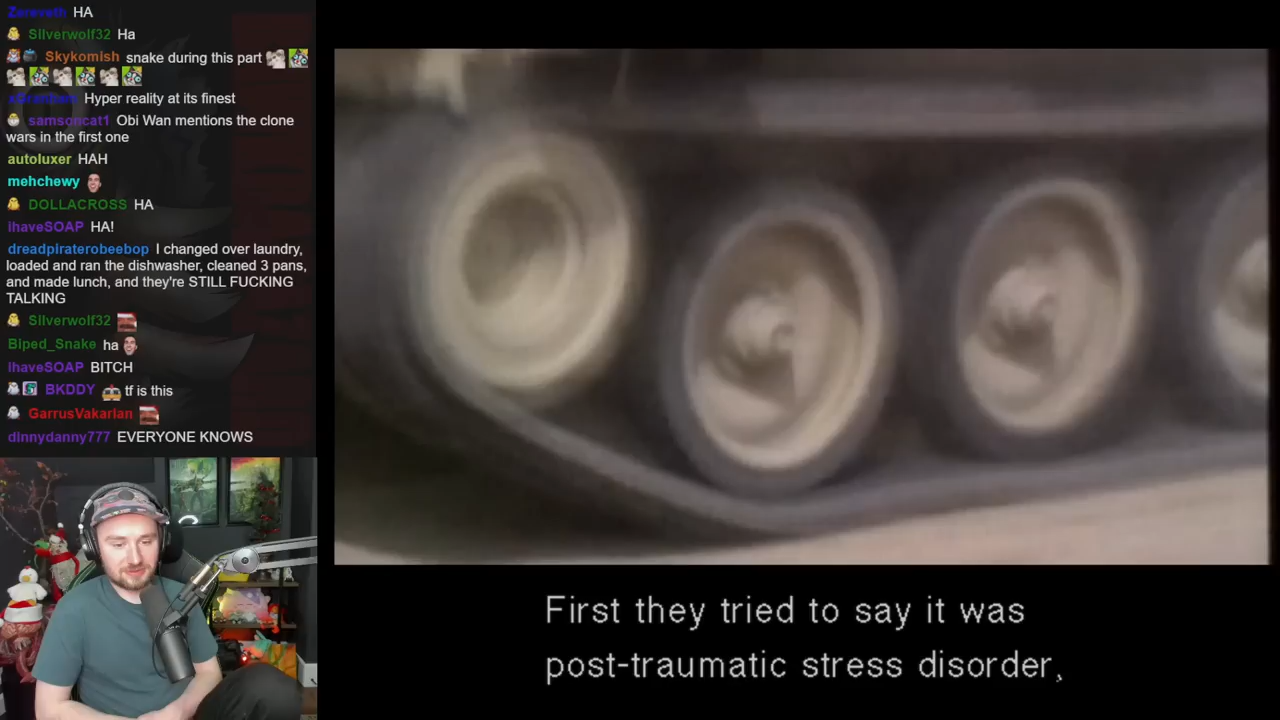 Zerevath HA
Silverwolf32 Ha
Skykomish snake during this part
Hyper reality at its finest
samsoncat1 Obi Wan mentions the clone
wars in the first one
autoluxer HAH
mehchewy
DOLLACROSS HA
ihaveSOAP HA!
dreadpiraterobeebop I changed over laundry,
loaded and ran the dishwasher, cleaned 3 pans,
and made lunch, and they're STILL FUCKING
TALKING
Silverwolf32
Biped_Snake ha
ihaveSOAP BITCH
BKDDY tf is this
GarrusVakarian
dinnydanny777 EVERYONE KNOWS
First they tried to say it was
post-traumatic stress disorder,